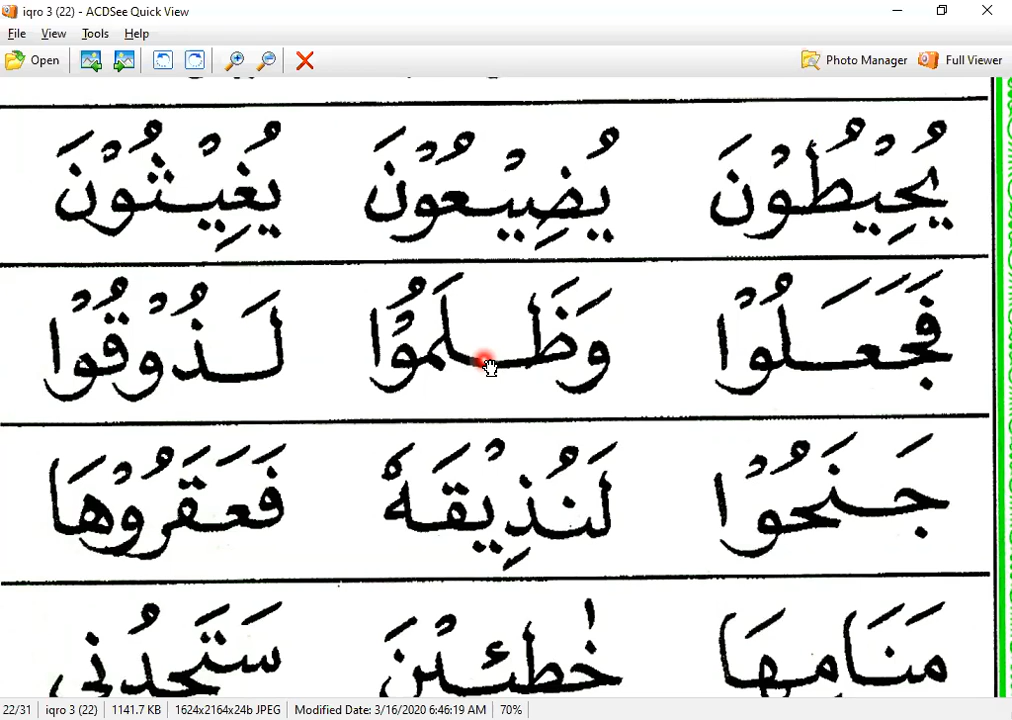 iqro 3 (22) - ACDSee Quick View
File View Tools Help
Open Photo Manager Full Viewer
يُحِيْطُوْنَ يُضِيْعُوْنَ يُغِيْثُوْنَ
فَجَعَلُوْا وَظَلَمُوْا لَذُوْقُوْا
جَنَحُوْا لَنُذِيْقَهٗ فَعَقَرُوْهَا
مَنَامِهَا خٰطِئِيْنَ سَتَجِدُنِى
22/31 iqro 3 (22) 1141.7 KB 1624x2164x24b JPEG Modified Date: 3/16/2020 6:46:19 AM 70%